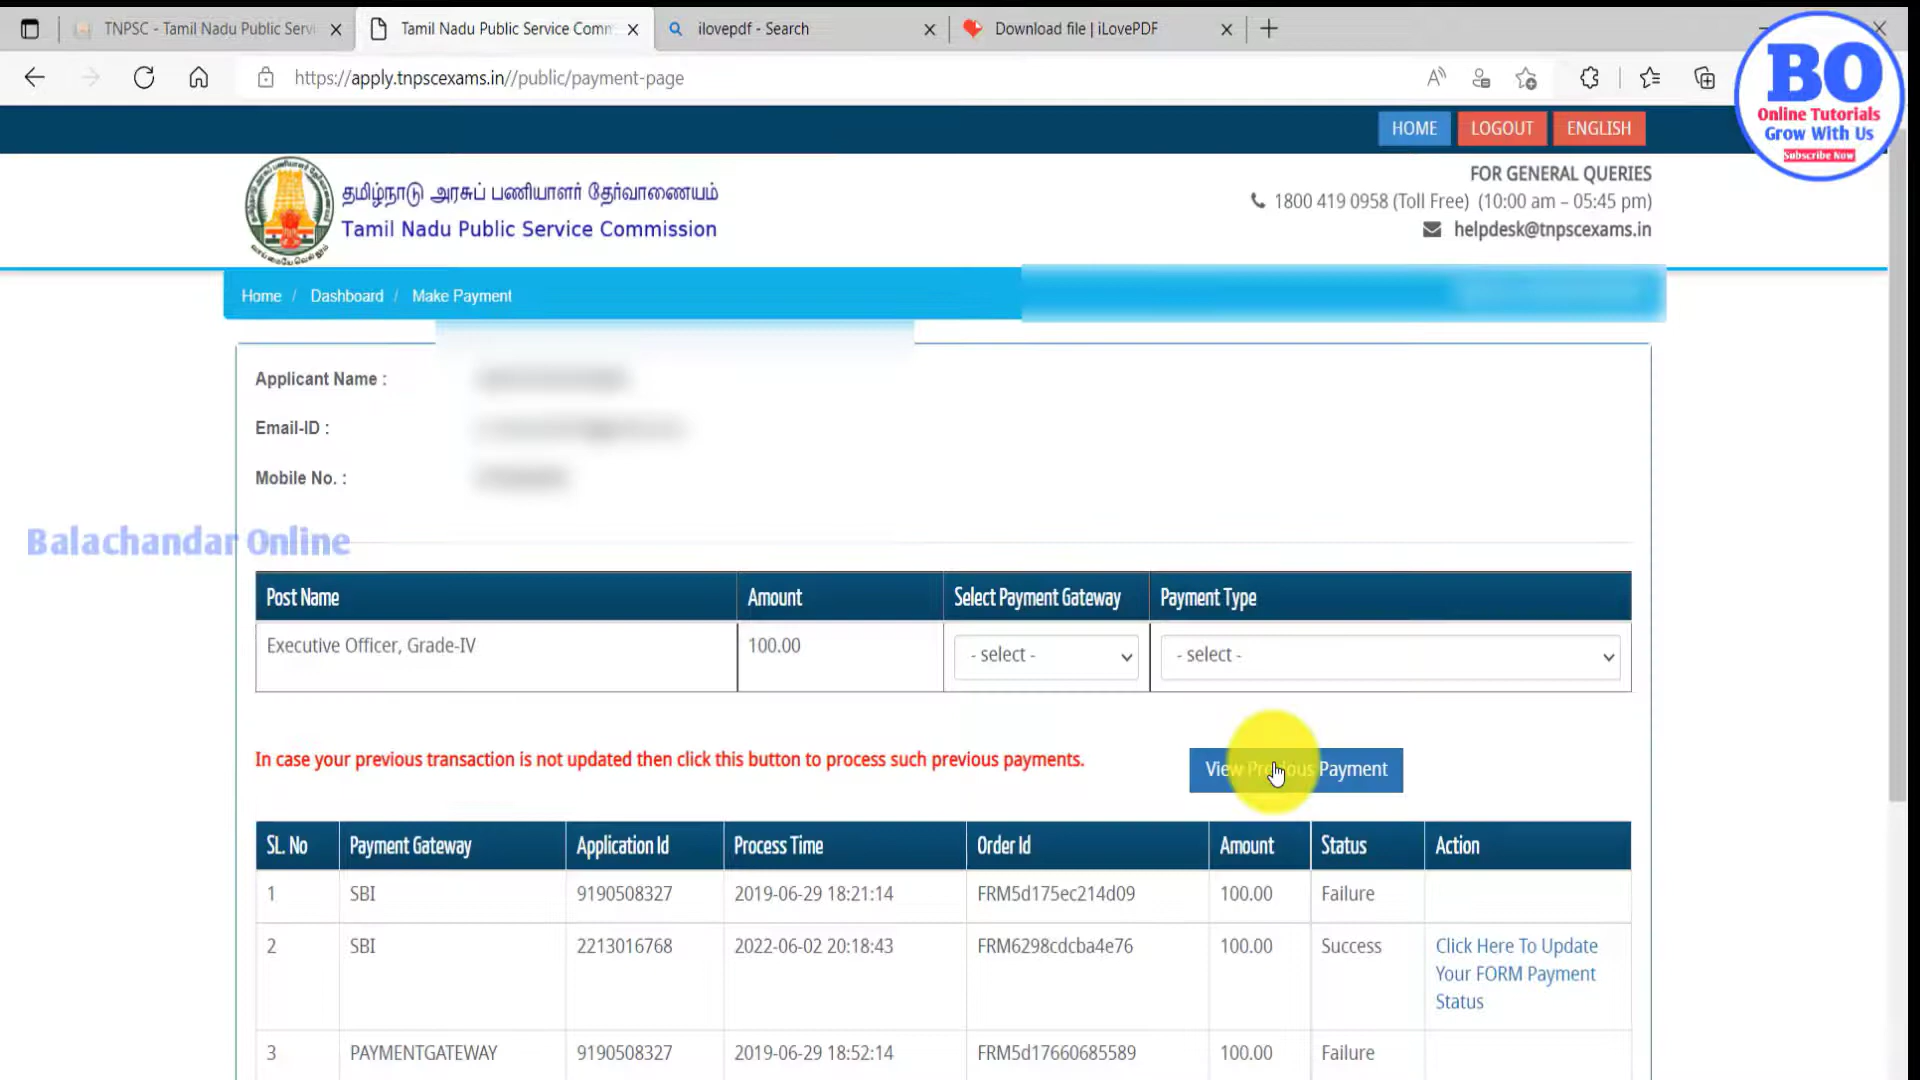 TNPSC - Tamil Nadu Public Servi
Tamil Nadu Public Service Comm
ilovepdf - Search
Download file | iLovePDF
https://apply.tnpscexams.in//public/payment-page
BO
Online Tutorials
Grow With Us
Subscribe Now
HOME
LOGOUT
ENGLISH
தமிழ்நாடு அரசுப் பணியாளர் தேர்வாணையம்
Tamil Nadu Public Service Commission
FOR GENERAL QUERIES
1800 419 0958 (Toll Free) (10:00 am – 05:45 pm)
helpdesk@tnpscexams.in
Home / Dashboard / Make Payment
Applicant Name :
Email-ID :
Mobile No. :
Balachandar Online
Post Name Amount Select Payment Gateway Payment Type
Executive Officer, Grade-IV 100.00 - select - - select -
In case your previous transaction is not updated then click this button to process such previous payments.
View Previous Payment
SL. No Payment Gateway Application Id Process Time Order Id Amount Status Action
1 SBI 9190508327 2019-06-29 18:21:14 FRM5d175ec214d09 100.00 Failure
2 SBI 2213016768 2022-06-02 20:18:43 FRM6298cdcba4e76 100.00 Success Click Here To Update
Your FORM Payment
Status
3 PAYMENTGATEWAY 9190508327 2019-06-29 18:52:14 FRM5d17660685589 100.00 Failure